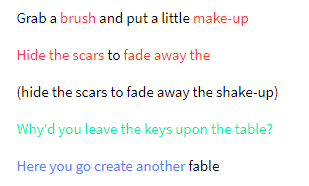 Grab a brush and put a little make-up
Hide the scars to fade away the
(hide the scars to fade away the shake-up)
Why'd you leave the keys upon the table?
Here you go create another fable